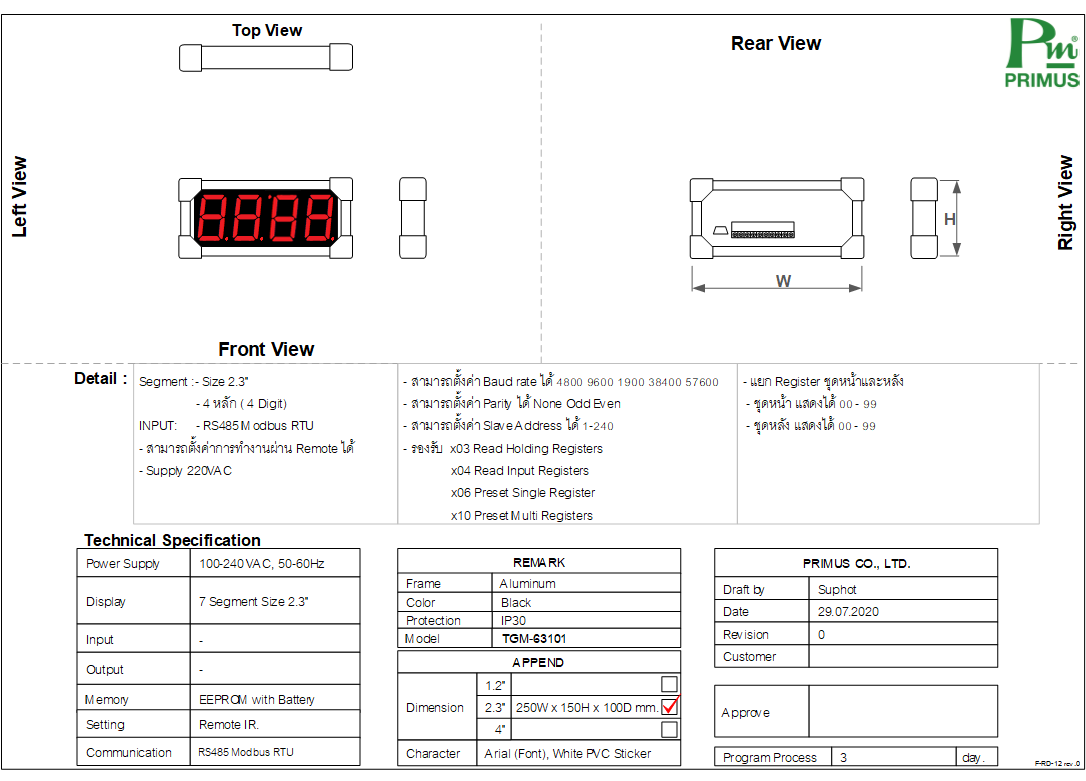 Top View
Rear View
Pm®
PRIMUS
Left View
Right View
88:88.
H
W
Front View
Detail :
Segment :- Size 2.3"
- 4 หลัก ( 4 Digit)
INPUT: - RS485 Modbus RTU
- สามารถตั้งค่าการทำงานผ่าน Remote ได้
- Supply 220VAC
- สามารถตั้งค่า Baud rate ได้ 4800 9600 1900 38400 57600
- สามารถตั้งค่า Parity ได้ None Odd Even
- สามารถตั้งค่า Slave Address ได้ 1-240
- รองรับ x03 Read Holding Registers
x04 Read Input Registers
x06 Preset Single Register
x10 Preset Multi Registers
- แยก Register ชุดหน้าและหลัง
- ชุดหน้า แสดงได้ 00 - 99
- ชุดหลัง แสดงได้ 00 - 99
Technical Specification
Power Supply 100-240VAC, 50-60Hz
Display 7 Segment Size 2.3"
Input -
Output -
Memory EEPROM with Battery
Setting Remote IR.
Communication RS485 Modbus RTU
REMARK
Frame Aluminum
Color Black
Protection IP30
Model TGM-63101
APPEND
Dimension
1.2"
2.3" 250W x 150H x 100D mm.
4"
Character Arial (Font), White PVC Sticker
PRIMUS CO., LTD.
Draft by Suphot
Date 29.07.2020
Revision 0
Customer
Approve
Program Process 3 day.
F-RD-12 rev.0